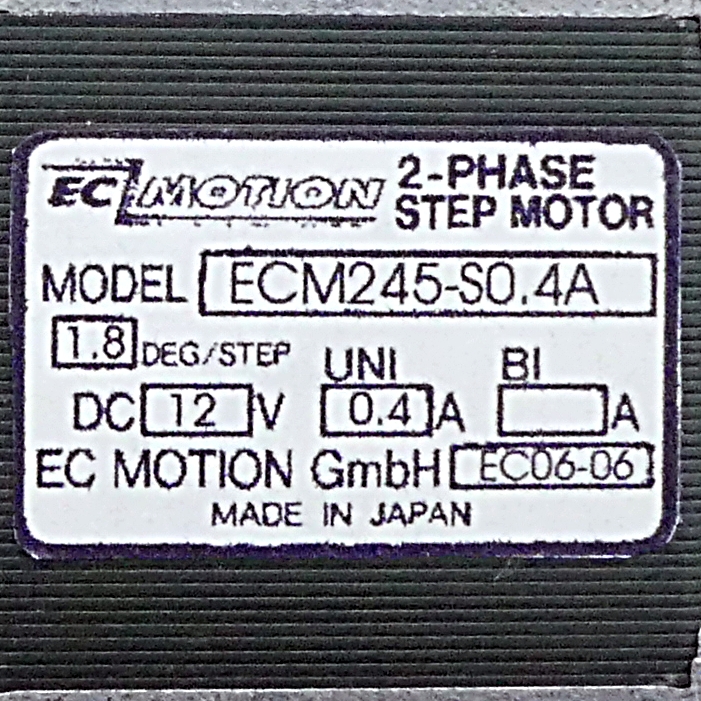 EC MOTION 2-PHASE
STEP MOTOR
MODEL ECM245-S0.4A
1.8 DEG/STEP UNI BI
DC 12 V 0.4 A A
EC MOTION GmbH EC06-06
MADE IN JAPAN